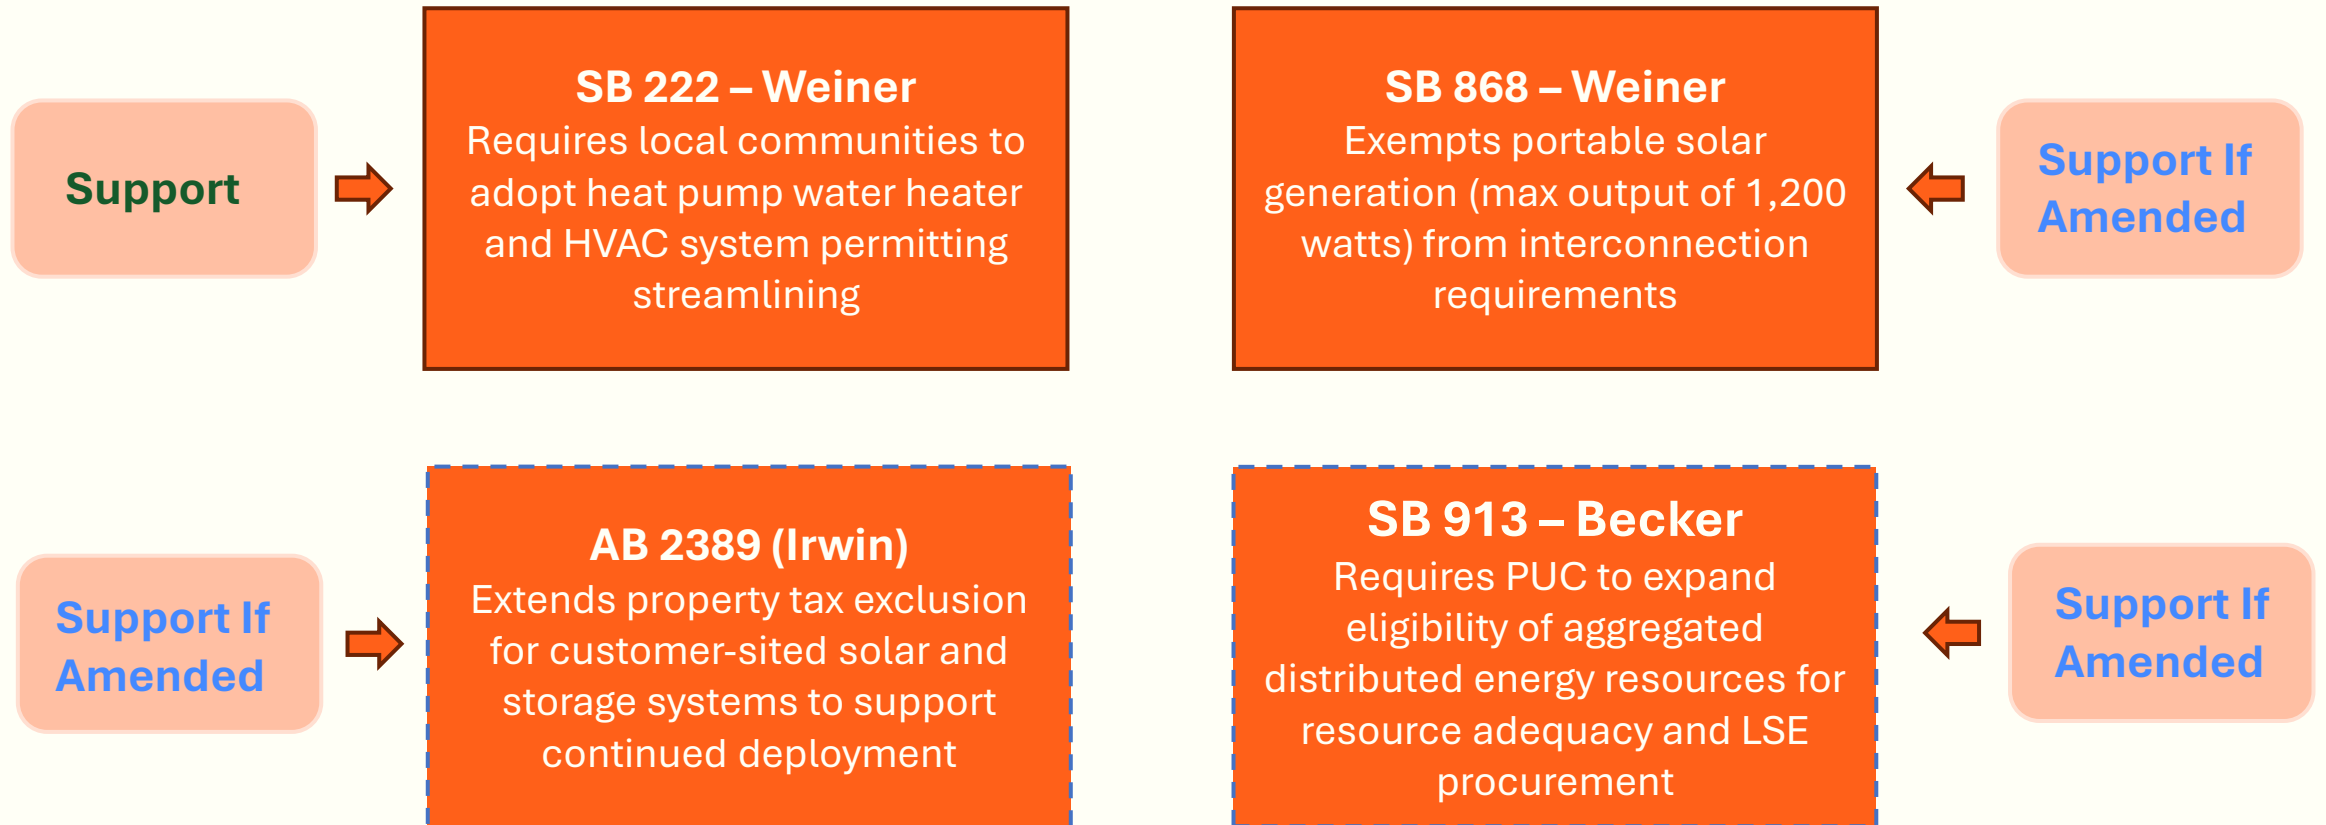 Support
SB 222 – Weiner
Requires local communities to
adopt heat pump water heater
and HVAC system permitting
streamlining
SB 868 – Weiner
Exempts portable solar
generation (max output of 1,200
watts) from interconnection
requirements
Support If
Amended
Support If
Amended
AB 2389 (Irwin)
Extends property tax exclusion
for customer-sited solar and
storage systems to support
continued deployment
SB 913 – Becker
Requires PUC to expand
eligibility of aggregated
distributed energy resources for
resource adequacy and LSE
procurement
Support If
Amended